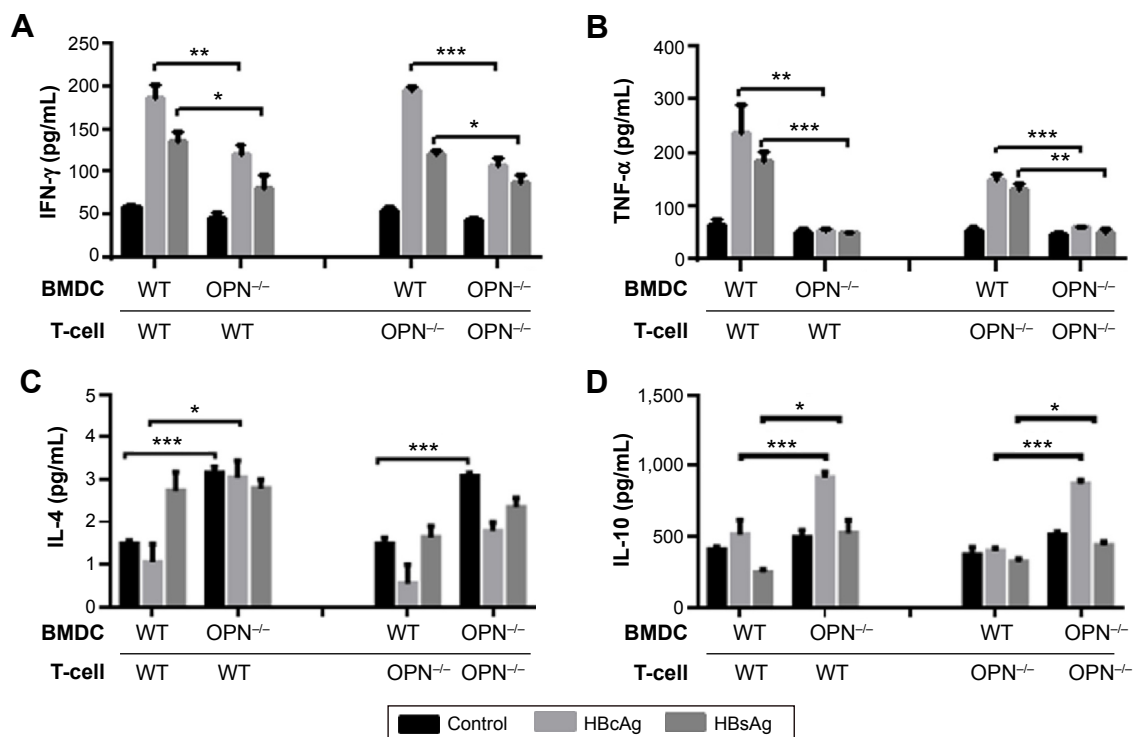 A
IFN-γ (pg/mL)
250
200
150
100
50
0
**
*
***
*
BMDC WT OPN−/− WT OPN−/−
T-cell WT WT OPN−/− OPN−/−
B
TNF-α (pg/mL)
400
300
200
100
0
**
***
***
**
BMDC WT OPN−/− WT OPN−/−
T-cell WT WT OPN−/− OPN−/−
C
IL-4 (pg/mL)
5
4
3
2
1
0
*
***
***
BMDC WT OPN−/− WT OPN−/−
T-cell WT WT OPN−/− OPN−/−
D
IL-10 (pg/mL)
1,500
1,000
500
0
*
***
*
***
BMDC WT OPN−/− WT OPN−/−
T-cell WT WT OPN−/− OPN−/−
Control HBcAg HBsAg